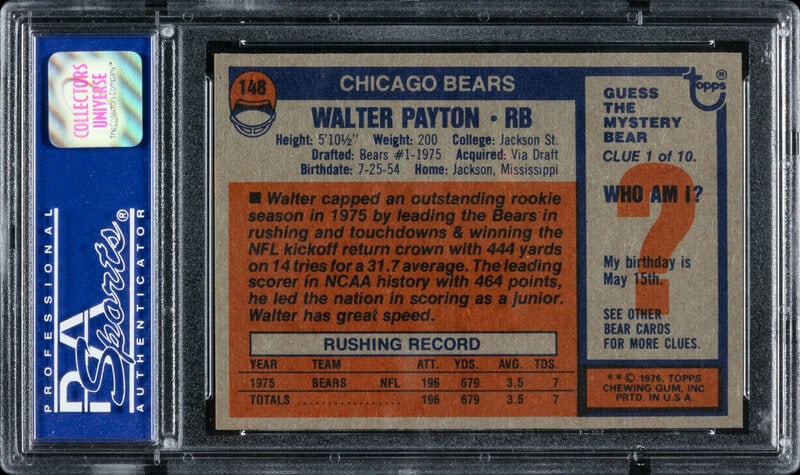 COLLECTORS
UNIVERSE
PROFESSIONAL
PSA
Sports®
AUTHENTICATOR
148
CHICAGO BEARS
WALTER PAYTON • RB
Height: 5'10½" Weight: 200 College: Jackson St.
Drafted: Bears #1-1975 Acquired: Via Draft
Birthdate: 7-25-54 Home: Jackson, Mississippi
■ Walter capped an outstanding rookie
season in 1975 by leading the Bears in
rushing and touchdowns & winning the
NFL kickoff return crown with 444 yards
on 14 tries for a 31.7 average. The leading
scorer in NCAA history with 464 points,
he led the nation in scoring as a junior.
Walter has great speed.
RUSHING RECORD
YEAR TEAM ATT. YDS. AVG. TDS.
1975 BEARS NFL 196 679 3.5 7
TOTALS ................... 196 679 3.5 7
topps®
GUESS
THE
MYSTERY
BEAR
CLUE 1 of 10.
WHO AM I?
?
My birthday is
May 15th.
SEE OTHER
BEAR CARDS
FOR MORE CLUES.
** © 1976, TOPPS
CHEWING GUM, INC.
PRTD. IN U.S.A.